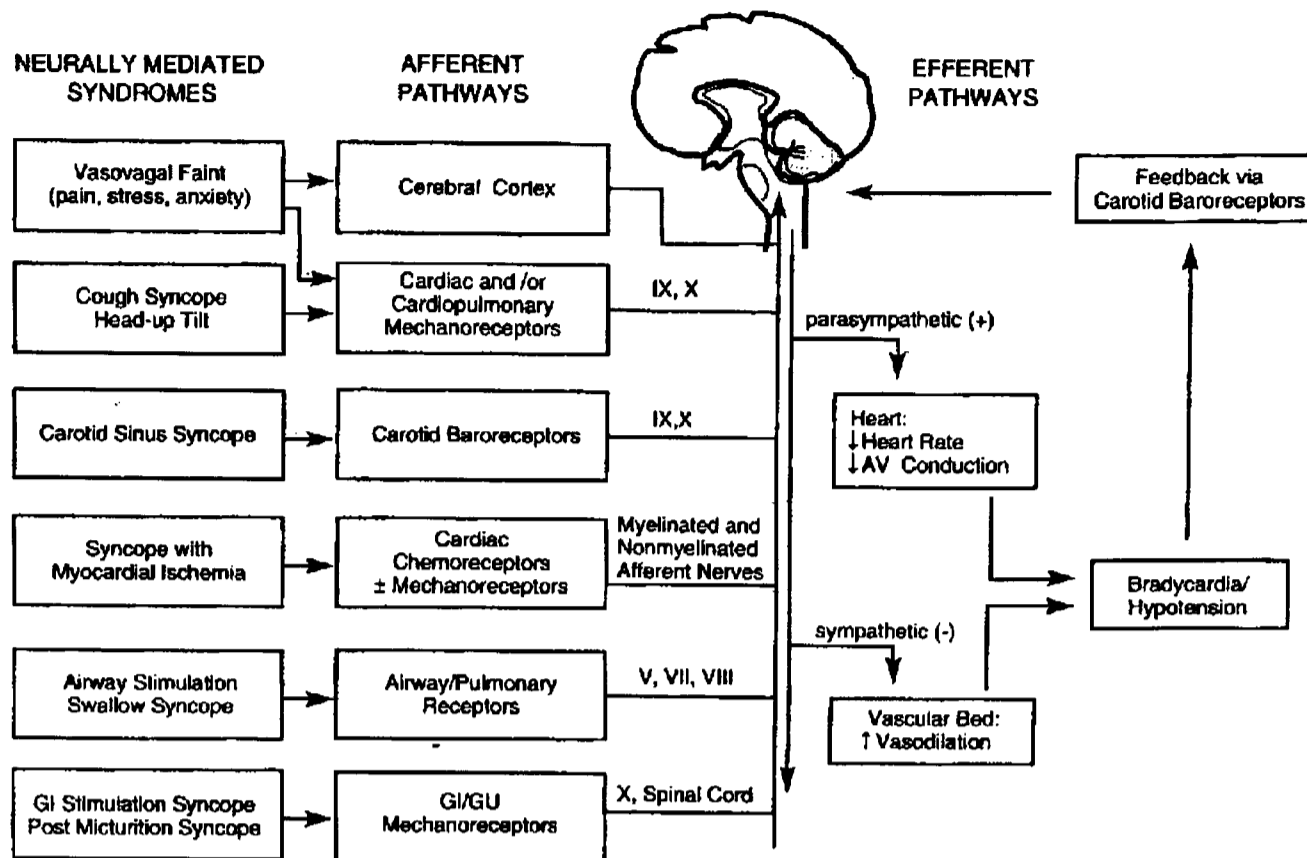 NEURALLY MEDIATED
SYNDROMES
AFFERENT
PATHWAYS
EFFERENT
PATHWAYS
Vasovagal Faint
(pain, stress, anxiety)
Cerebral Cortex
Feedback via
Carotid Baroreceptors
Cough Syncope
Head-up Tilt
Cardiac and /or
Cardiopulmonary
Mechanoreceptors
IX, X
parasympathetic (+)
Carotid Sinus Syncope
Carotid Baroreceptors
IX,X
Heart:
↓Heart Rate
↓AV Conduction
Syncope with
Myocardial Ischemia
Cardiac
Chemoreceptors
± Mechanoreceptors
Myelinated and
Nonmyelinated
Afferent Nerves
Bradycardia/
Hypotension
sympathetic (-)
Airway Stimulation
Swallow Syncope
Airway/Pulmonary
Receptors
V, VII, VIII
Vascular Bed:
↑ Vasodilation
GI Stimulation Syncope
Post Micturition Syncope
GI/GU
Mechanoreceptors
X, Spinal Cord